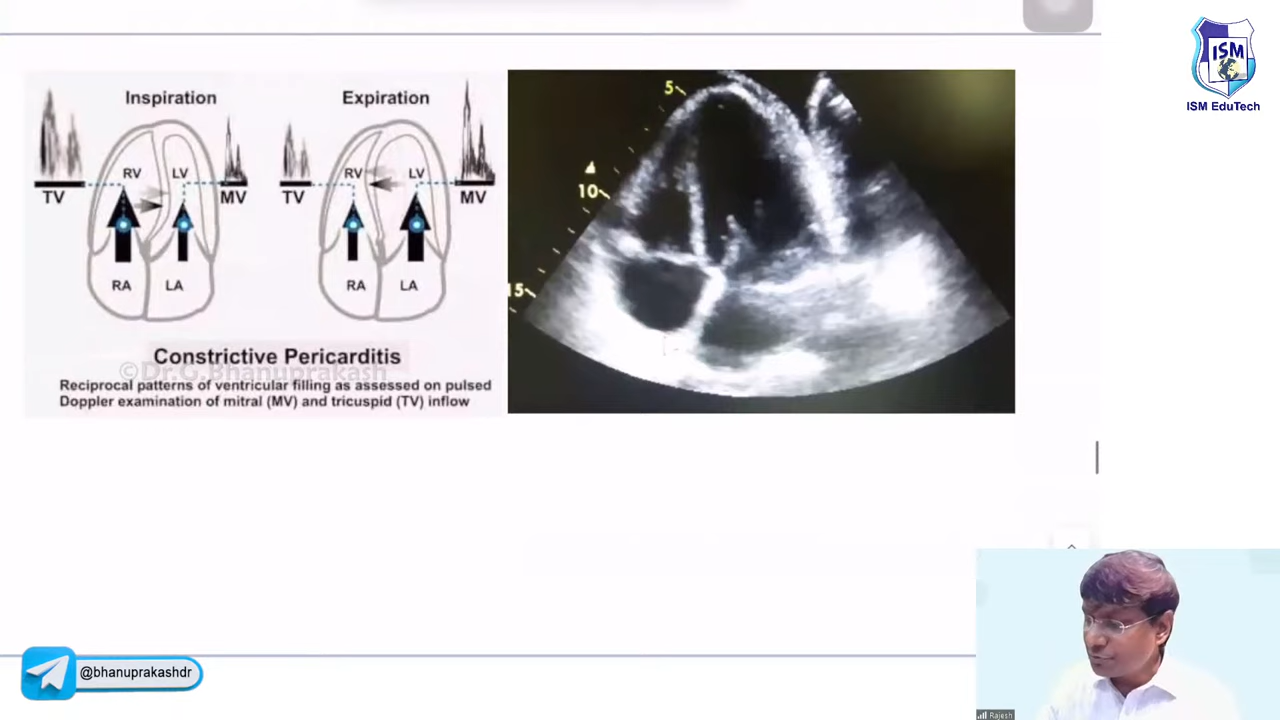 ISM
ISM EduTech
Inspiration
Expiration
RV
LV
TV
MV
RA
LA
RV
LV
TV
MV
RA
LA
Constrictive Pericarditis
©Dr.G.Bhanuprakash
Reciprocal patterns of ventricular filling as assessed on pulsed
Doppler examination of mitral (MV) and tricuspid (TV) inflow
5
10
15
@bhanuprakashdr
Rajesh